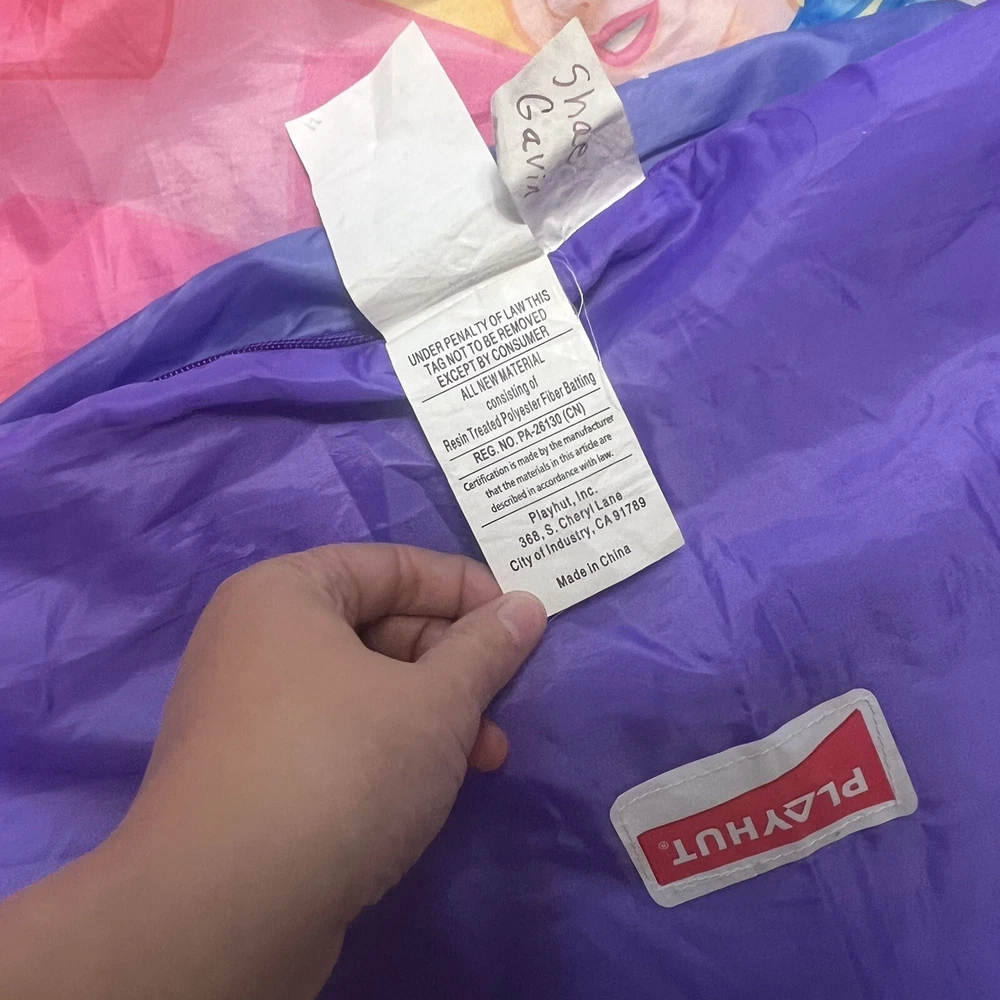 Shae
Gavin
UNDER PENALTY OF LAW THIS
TAG NOT TO BE REMOVED
EXCEPT BY CONSUMER
ALL NEW MATERIAL
consisting of
Resin Treated Polyester Fiber Batting
REG. NO. PA-26130 (CN)
Certification is made by the manufacturer
that the materials in this article are
described in accordance with law.
Playhut, Inc.
368, S. Cheryl Lane
City of Industry, CA 91789
Made in China
PLAYHUT®